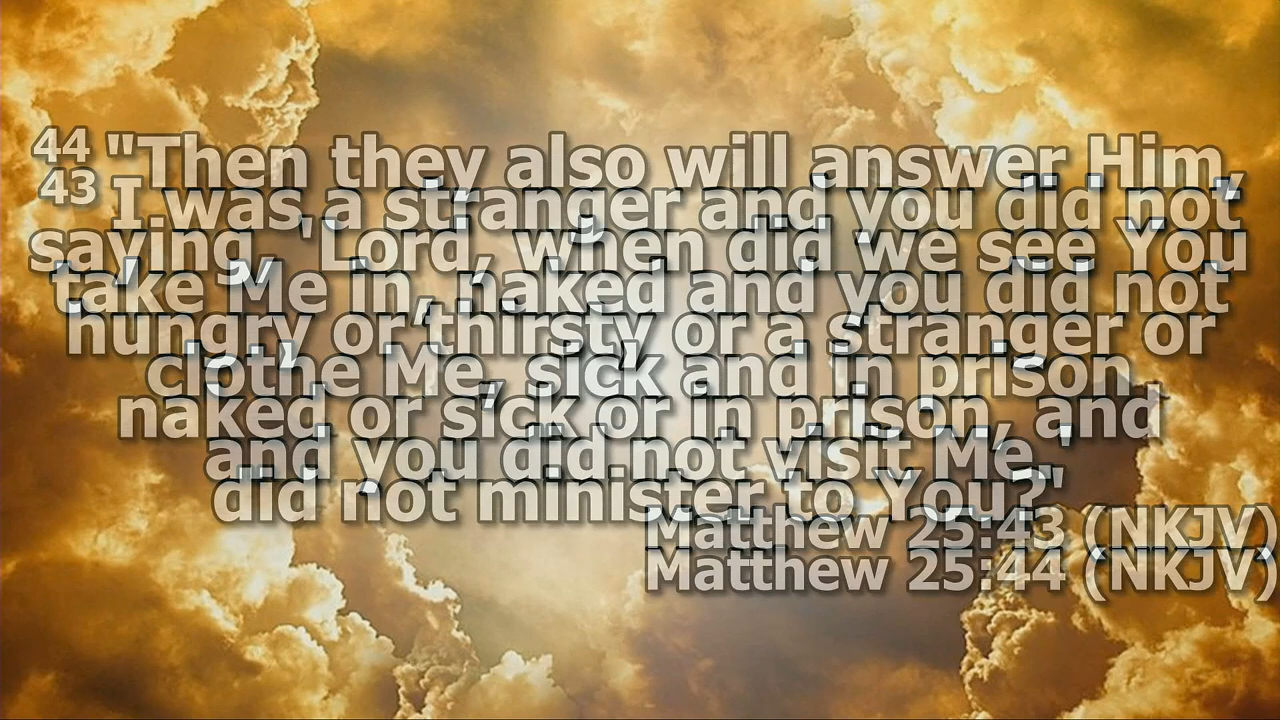 44 "Then they also will answer Him,
saying, 'Lord, when did we see You
hungry or thirsty or a stranger or
naked or sick or in prison, and
did not minister to You?'
Matthew 25:44 (NKJV)
43 I was a stranger and you did not
take Me in, naked and you did not
clothe Me, sick and in prison
and you did not visit Me.'
Matthew 25:43 (NKJV)